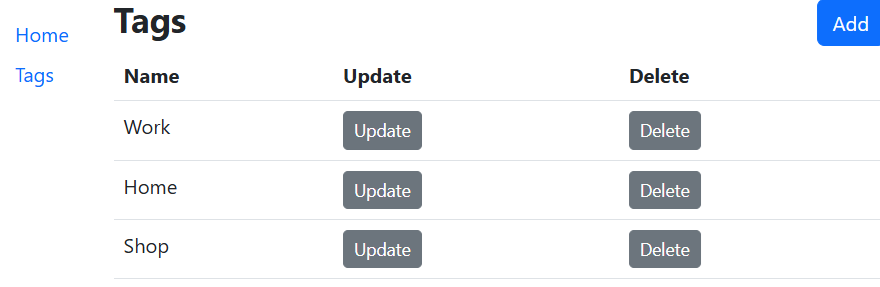 Home
Tags
Tags
Add
Name Update Delete
Work Update Delete
Home Update Delete
Shop Update Delete